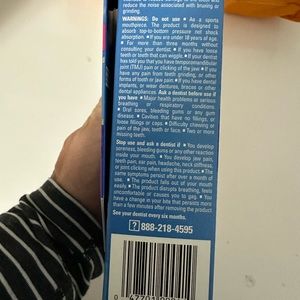 reduce the noise associated with bruxing or
grinding.
WARNINGS: Do not use • As a sports
mouthpiece. The product is designed to
absorb top-to-bottom pressure not shock
absorption. • If you are under 18 years of age.
• For more than three months without
consulting your dentist. • If you have loose
teeth or teeth that can wiggle. • If your dentist
has told you that you have temporomandibular
joint (TMJ) pain or clicking of the jaw. • If you
have any pain from teeth grinding, or other
forms of teeth pain. • If you have dental
implants, or wear dentures, braces or other
dental appliances. Ask a dentist before use if
you have • Major health problems at serious
breathing or respiratory conditions.
• Oral sores, bleeding gums or any gum
disease. • Cavities that have no fillings, or
loose fillings or caps. • Difficulty chewing or
pain of the jaw, teeth or face. • Two or more
missing teeth.
Stop use and ask a dentist if • You develop
soreness, bleeding gums or any other reaction
inside your mouth. • You develop jaw pain,
teeth pain, ear pain, headache, neck stiffness,
or joint clicking when using this product. • The
same symptoms persist after over a month of
use. • The product falls out of your mouth
easily. • The product disrupts breathing, feels
uncomfortable or causes you to gag. • You
have a change in your bite that persists more
than a few minutes after removing the product.
See your dentist every six months.
? 888-218-4595